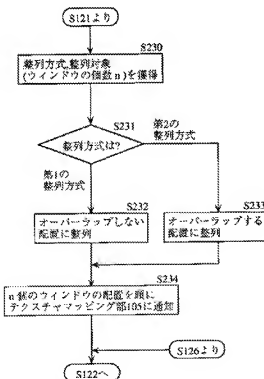 S121より
S230
整列方式,整列対象
(ウィンドウの個数 n )を獲得
S231
整列方式は?
第2の
整列方式
第1の
整列方式
S232
オーバーラップしない
配置に整列
S233
オーバーラップする
配置に整列
S234
n 個のウィンドウの配置を順に
テクスチャマッピング部105に通知
S126より
S122へ